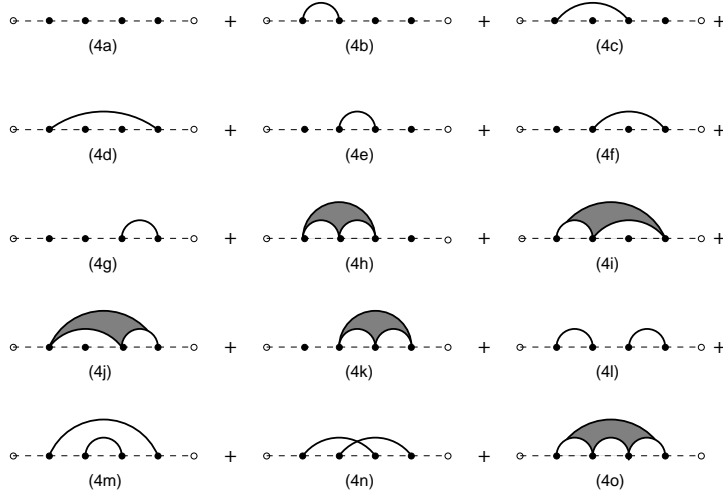 + + +
(4a) (4b) (4c)
+ + +
(4d) (4e) (4f)
+ + +
(4g) (4h) (4i)
+ + +
(4j) (4k) (4l)
+ +
(4m) (4n) (4o)